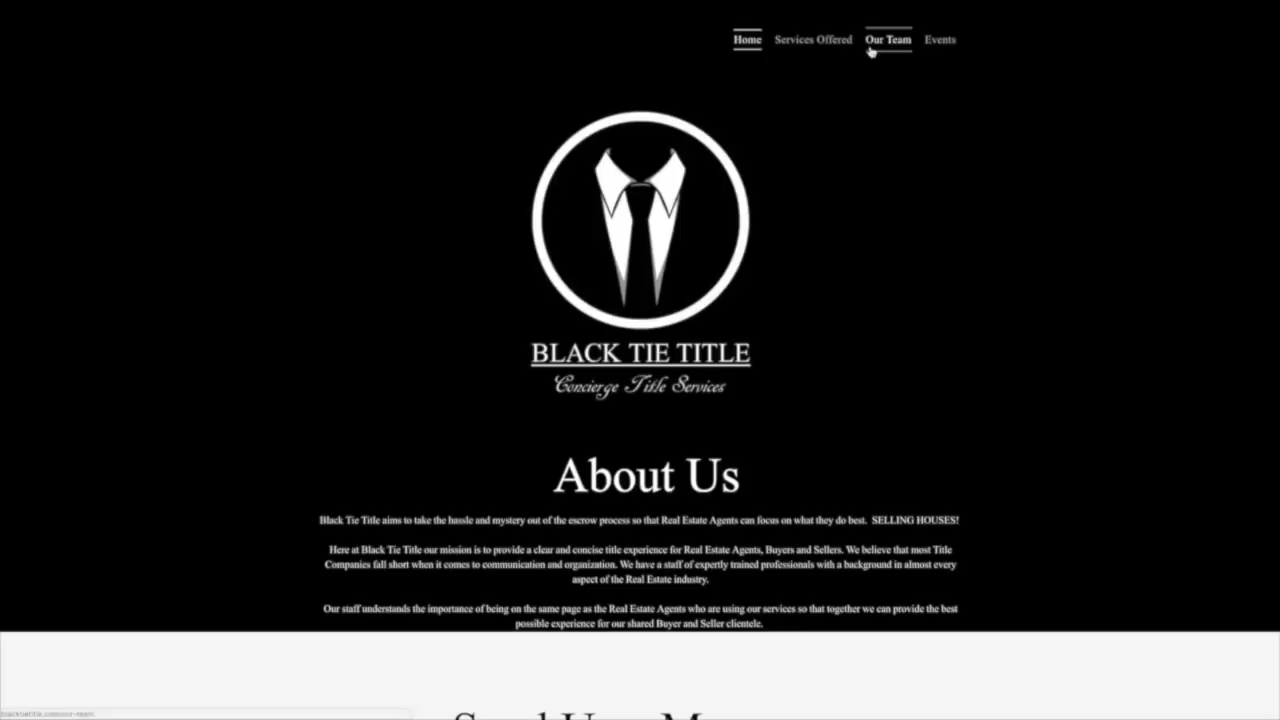 Home Services Offered Our Team Events
BLACK TIE TITLE
Concierge Title Services
About Us
Black Tie Title aims to take the hassle and mystery out of the escrow process so that Real Estate Agents can focus on what they do best. SELLING HOUSES!
Here at Black Tie Title our mission is to provide a clear and concise title experience for Real Estate Agents, Buyers and Sellers. We believe that most Title
Companies fall short when it comes to communication and organization. We have a staff of expertly trained professionals with a background in almost every
aspect of the Real Estate industry.
Our staff understands the importance of being on the same page as the Real Estate Agents who are using our services so that together we can provide the best
possible experience for our shared Buyer and Seller clientele.